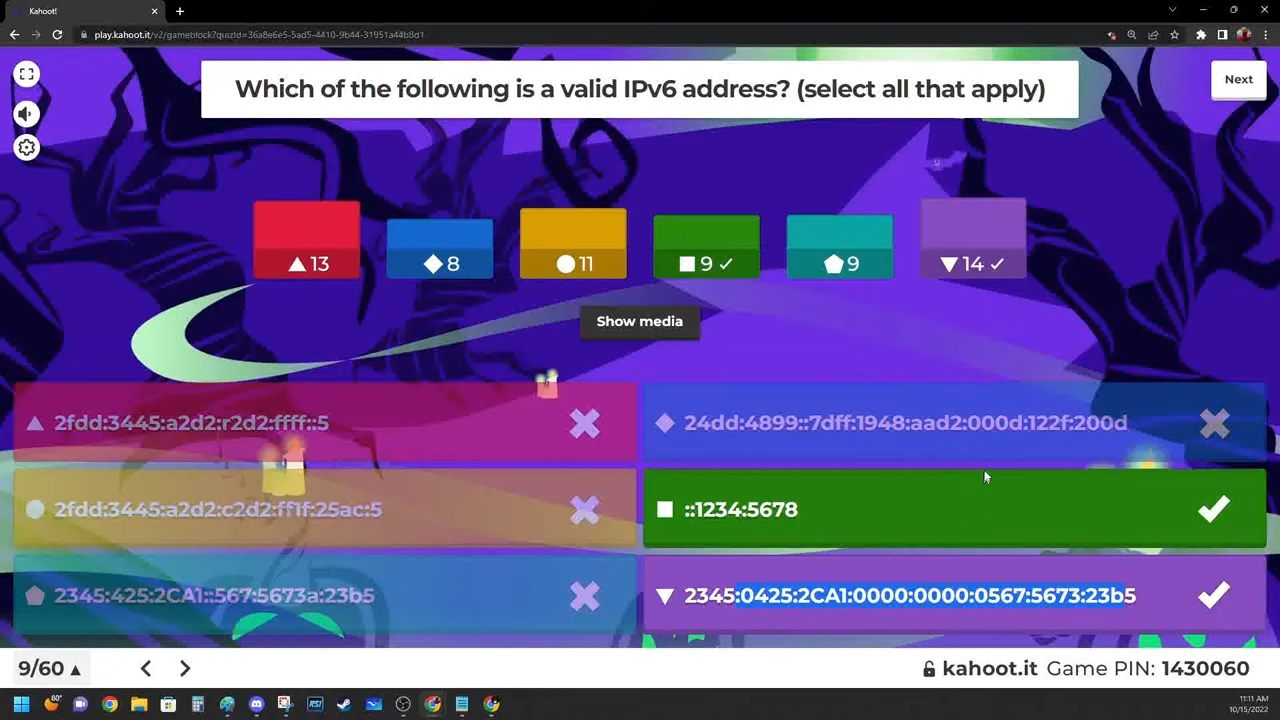 Kahoot!
play.kahoot.it/v2/gameblock?quizId=36a8e6e5-5ad5-4410-9b44-31951a44b8d1
Which of the following is a valid IPv6 address? (select all that apply)
Next
13
8
11
9
9
14
Show media
2fdd:3445:a2d2:r2d2:ffff::5
24dd:4899::7dff:1948:aad2:000d:122f:200d
2fdd:3445:a2d2:c2d2:ff1f:25ac:5
::1234:5678
2345:425:2CA1::567:5673a:23b5
2345:0425:2CA1:0000:0000:0567:5673:23b5
9/60
kahoot.it Game PIN: 1430060
80°
RSI
11:11 AM
10/15/2022